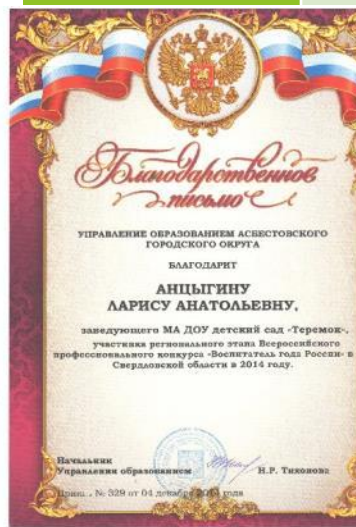 Благодарственное
письмо
УПРАВЛЕНИЕ ОБРАЗОВАНИЕМ АСБЕСТОВСКОГО
ГОРОДСКОГО ОКРУГА
БЛАГОДАРИТ
АНЦЫГИНУ
ЛАРИСУ АНАТОЛЬЕВНУ,
заведующего МА ДОУ детский сад «Теремок»,
участника регионального этапа Всероссийского
профессионального конкурса «Воспитатель года России» в
Свердловской области в 2014 году.
Начальник
Управления образованием Н.Р. Тихонова
№ 329 от 04 декабря 2014 года